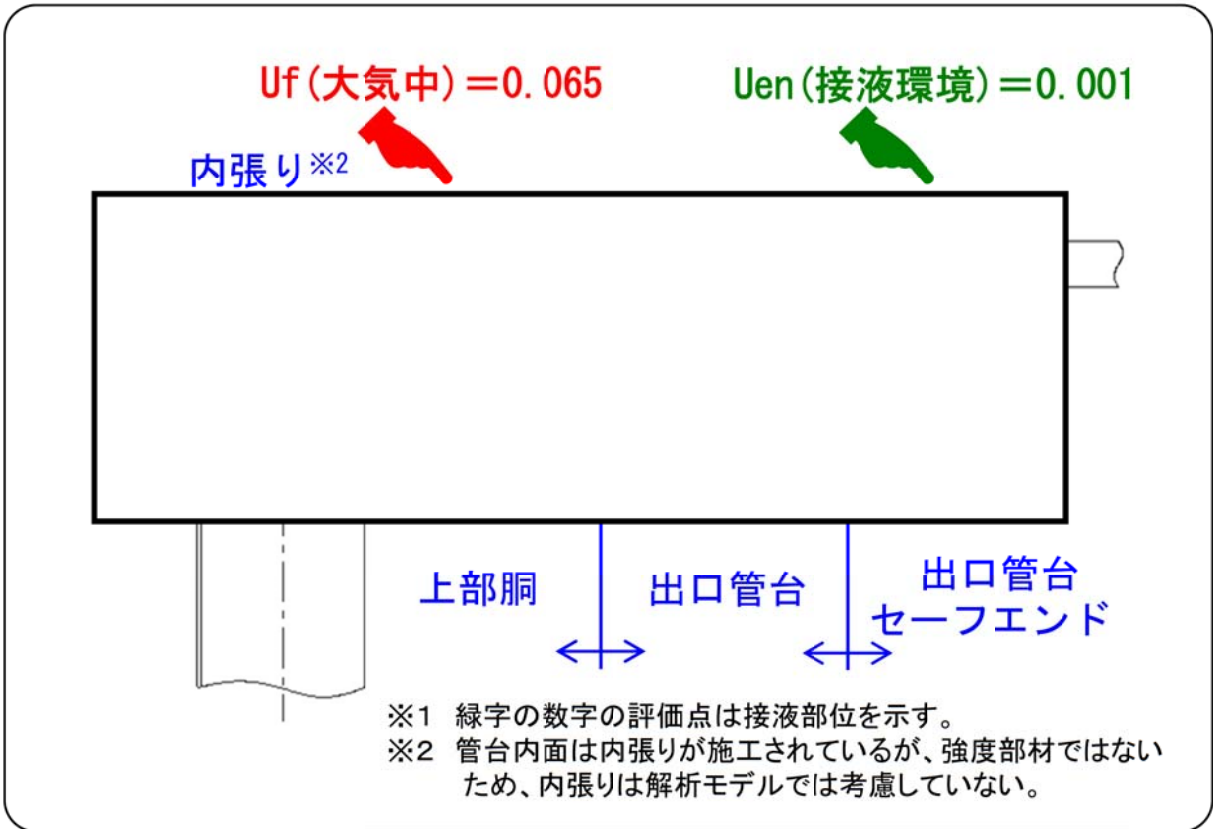 Uf(大気中)=0.065
Uen(接液環境)=0.001
内張り※2
上部胴
出口管台
出口管台
セーフエンド
※1 緑字の数字の評価点は接液部位を示す。
※2 管台内面は内張りが施工されているが、強度部材ではない
ため、内張りは解析モデルでは考慮していない。